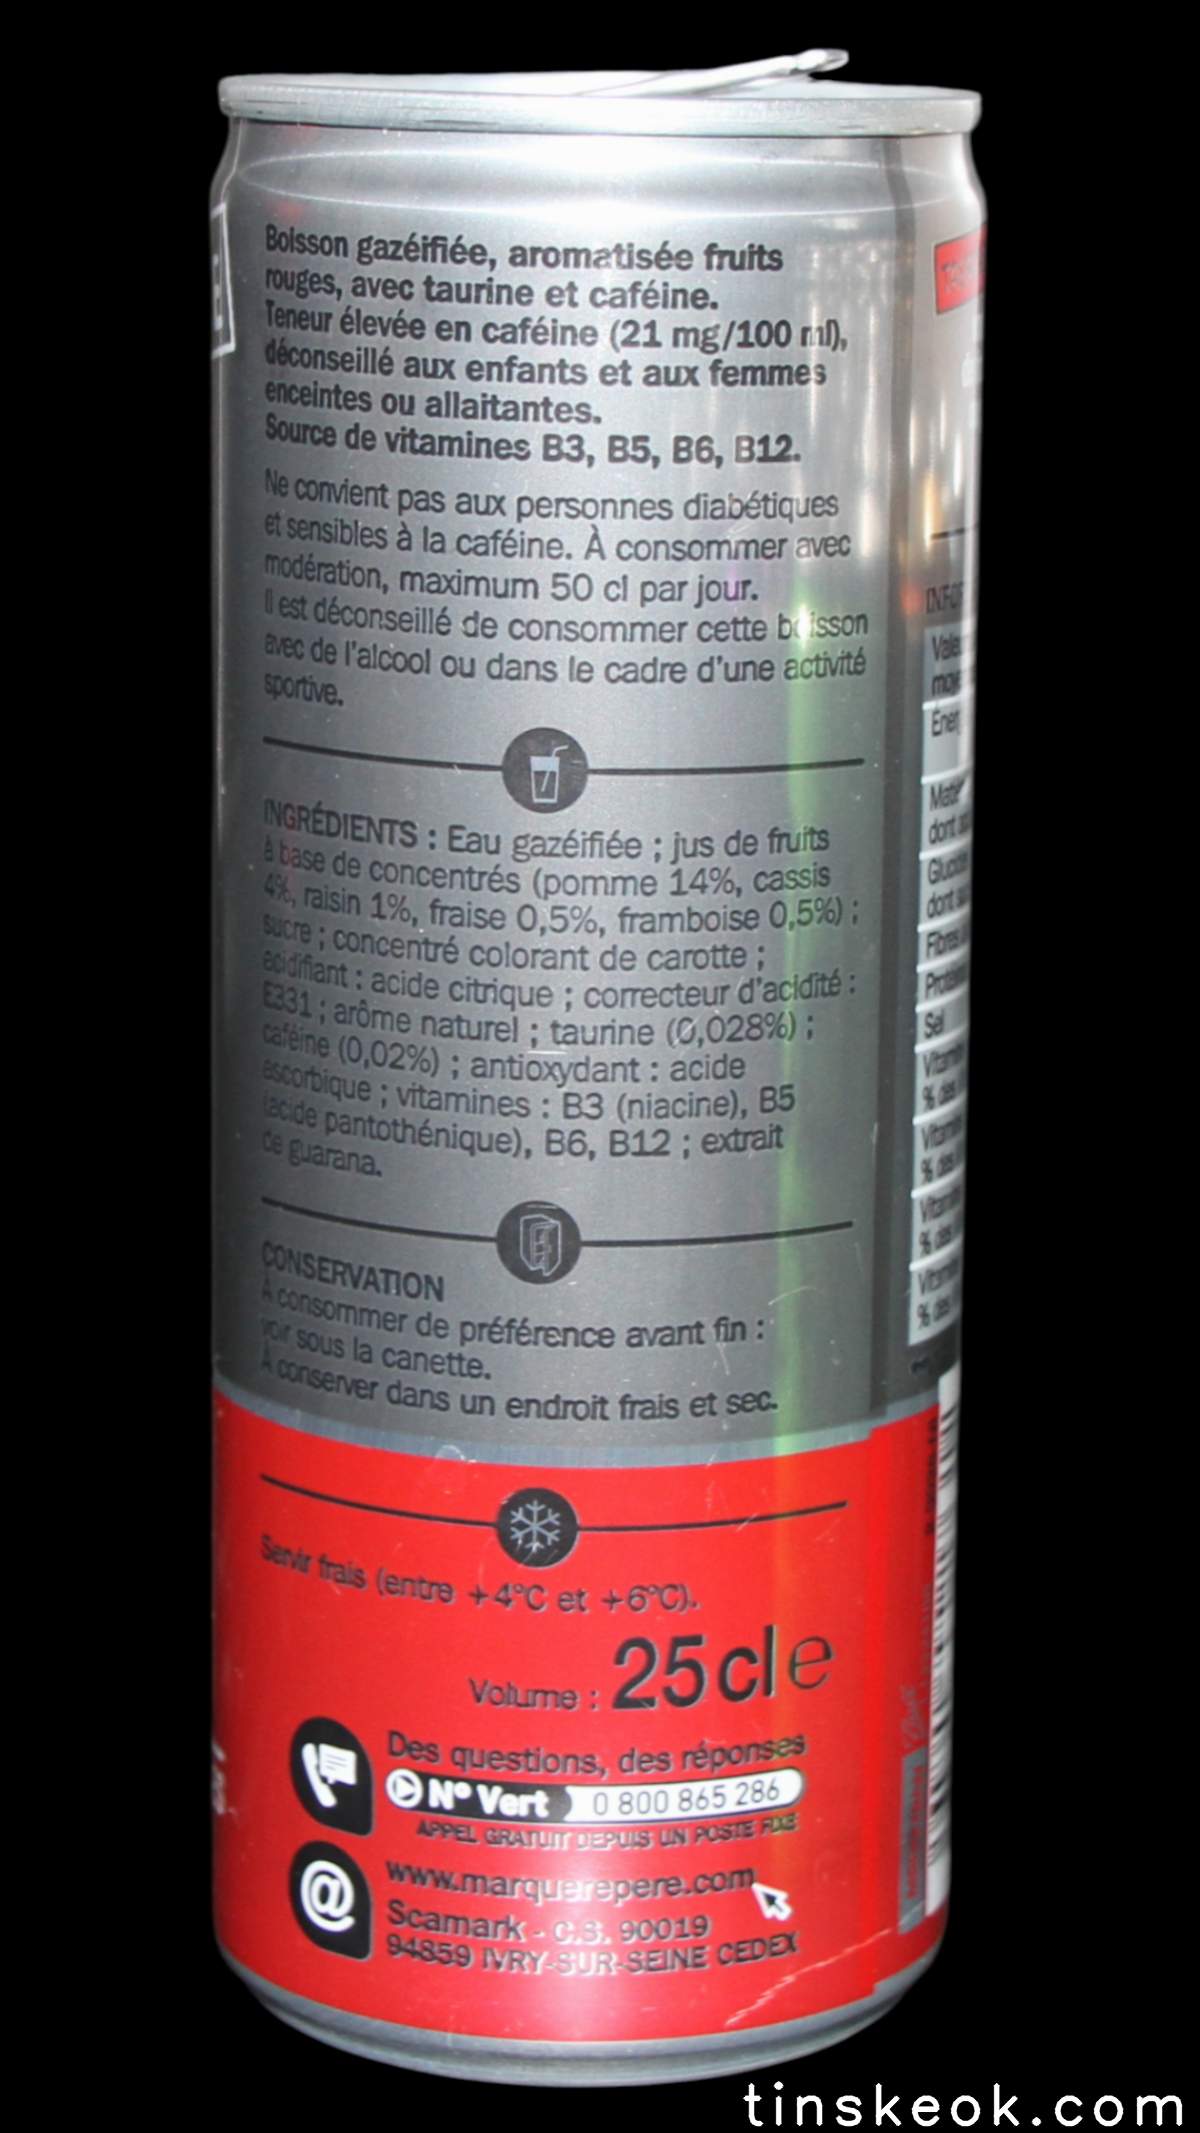 Boisson gazéifiée, aromatisée fruits
rouges, avec taurine et caféine.
Teneur élevée en caféine (21 mg/100 ml),
déconseillé aux enfants et aux femmes
enceintes ou allaitantes.
Source de vitamines B3, B5, B6, B12.
Ne convient pas aux personnes diabétiques
et sensibles à la caféine. À consommer avec
modération, maximum 50 cl par jour.
Il est déconseillé de consommer cette boisson
avec de l'alcool ou dans le cadre d'une activité
sportive.
INGRÉDIENTS : Eau gazéifiée ; jus de fruits
à base de concentrés (pomme 14%, cassis
4%, raisin 1%, fraise 0,5%, framboise 0,5%) ;
sucre ; concentré colorant de carotte ;
acidifiant : acide citrique ; correcteur d'acidité :
E331 ; arôme naturel ; taurine (0,028%) ;
caféine (0,02%) ; antioxydant : acide
ascorbique ; vitamines : B3 (niacine), B5
(acide pantothénique), B6, B12 ; extrait
de guarana.
CONSERVATION
À consommer de préférence avant fin :
voir sous la canette.
À conserver dans un endroit frais et sec.
Servir frais (entre +4°C et +6°C).
Volume : 25 cl e
Des questions, des réponses
N° Vert 0 800 865 286
APPEL GRATUIT DEPUIS UN POSTE FIXE
www.marquerepere.com
Scamark - C.S. 90019
94859 IVRY-SUR-SEINE CEDEX
dont
dont
Sel
% des
% des
% des
% des
tinskeok.com